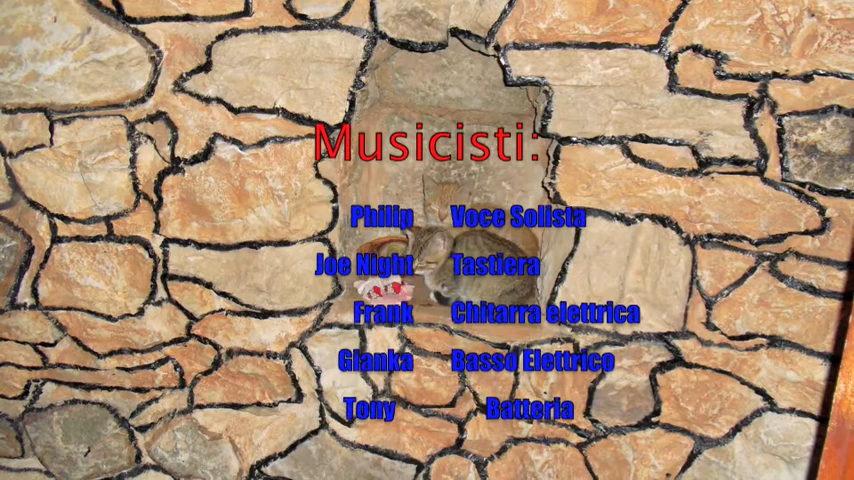 Musicisti:
Philip Voce Solista
Joe Night Tastiera
Frank Chitarra elettrica
Gianka Basso Elettrico
Tony Batteria